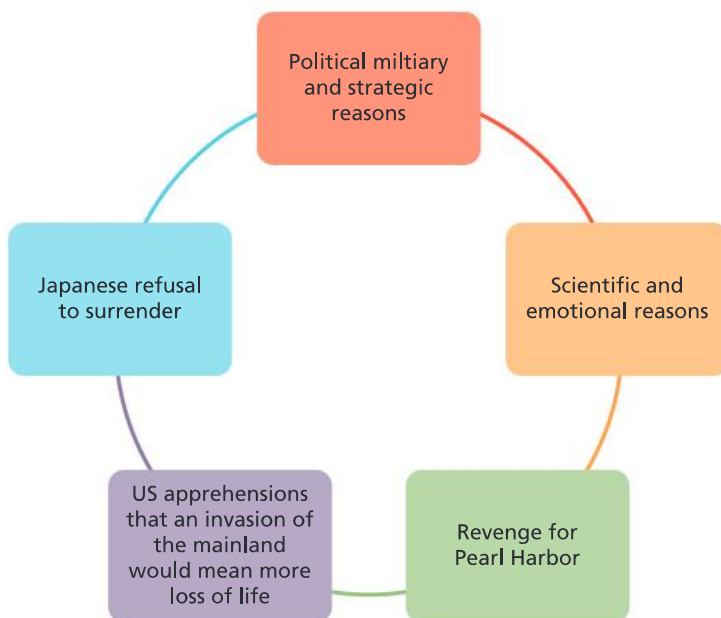 Political miltiary
and strategic
reasons
Japanese refusal
to surrender
Scientific and
emotional reasons
US apprehensions
that an invasion of
the mainland
would mean more
loss of life
Revenge for
Pearl Harbor